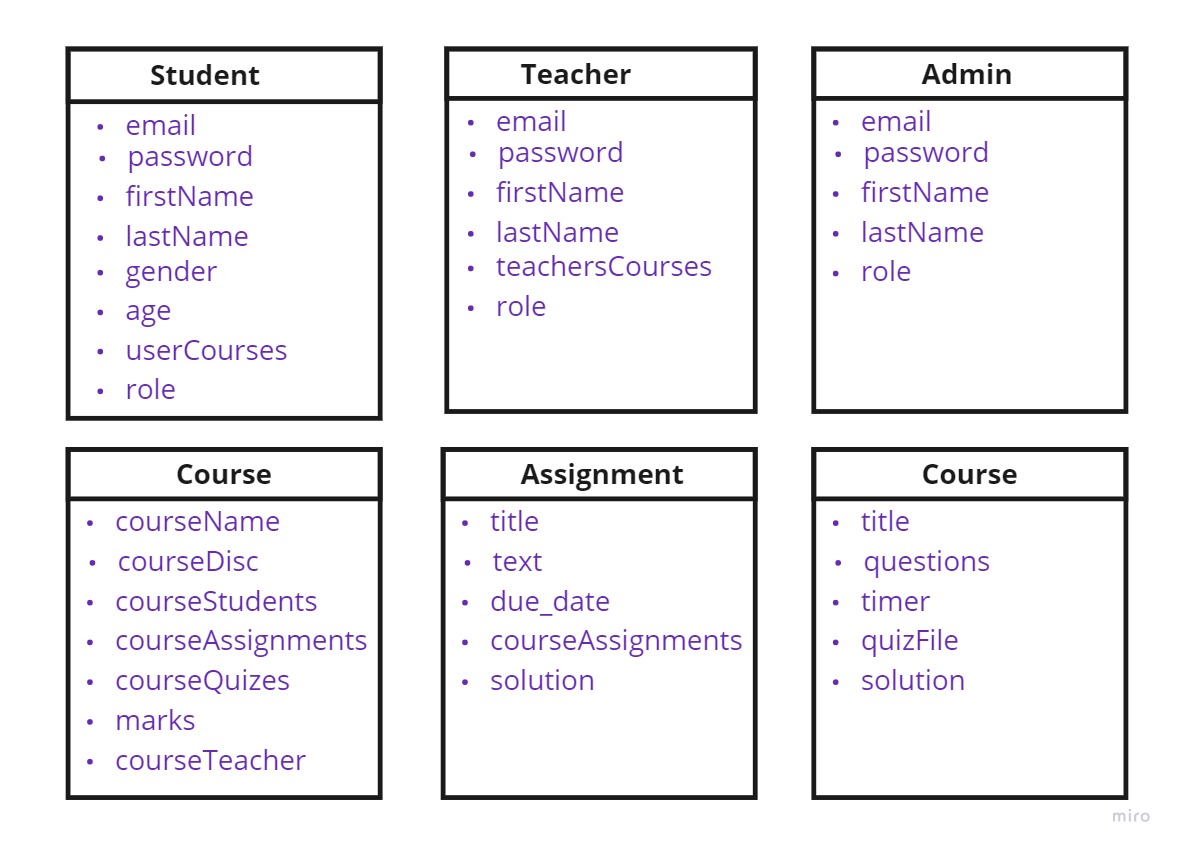 Student
• email
• password
• firstName
• lastName
• gender
• age
• userCourses
• role
Teacher
• email
• password
• firstName
• lastName
• teachersCourses
• role
Admin
• email
• password
• firstName
• lastName
• role
Course
• courseName
• courseDisc
• courseStudents
• courseAssignments
• courseQuizes
• marks
• courseTeacher
Assignment
• title
• text
• due_date
• courseAssignments
• solution
Course
• title
• questions
• timer
• quizFile
• solution
miro